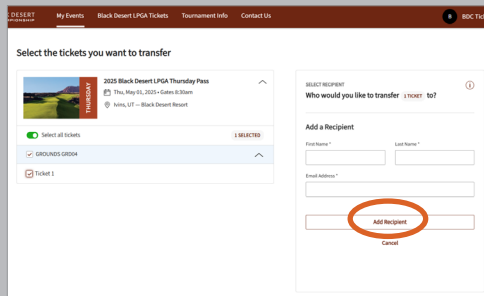 DESERT
My Events
Black Desert LPGA Tickets
Tournament Info
Contact Us
B
BDC Tic
Select the tickets you want to transfer
THURSDAY
2025 Black Desert LPGA Thursday Pass
Thu, May 01, 2025 • Gates 8:30am
Ivins, UT — Black Desert Resort
Select all tickets
1 SELECTED
GROUNDS GRD04
Ticket 1
SELECT RECIPIENT
Who would you like to transfer 1 TICKET to?
Add a Recipient
First Name *
Last Name *
Email Address *
Add Recipient
Cancel